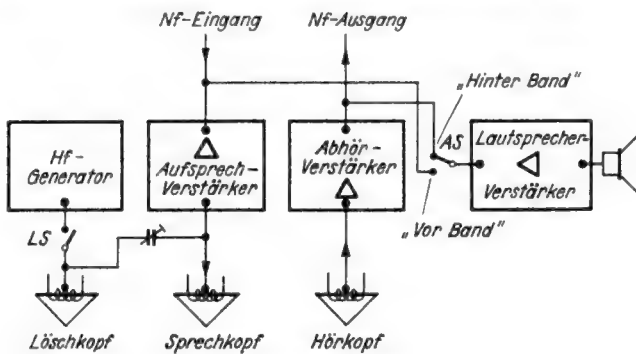 Nf-Eingang
Nf-Ausgang
„Hinter Band"
Hf-
Generator
Aufsprech-
Verstärker
Abhör-
Verstärker
AS
Lautsprecher-
Verstärker
LS
„Vor Band"
Löschkopf
Sprechkopf
Hörkopf